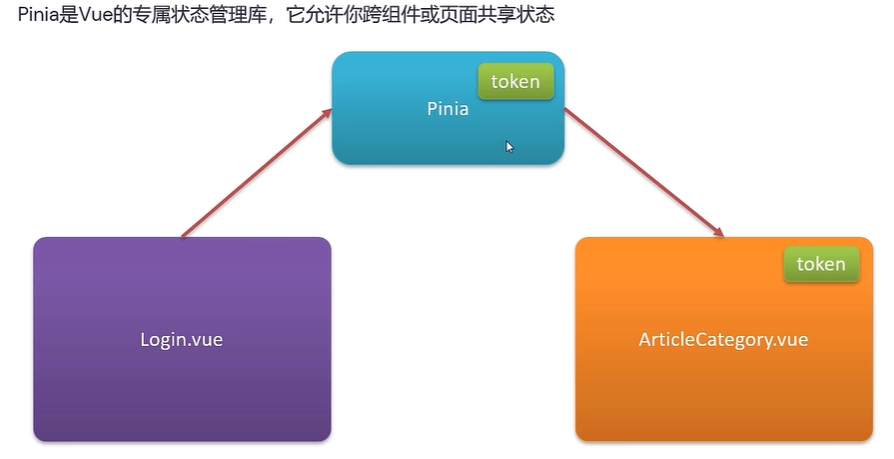 Pinia是Vue的专属状态管理库，它允许你跨组件或页面共享状态
token
Pinia
token
Login.vue
ArticleCategory.vue